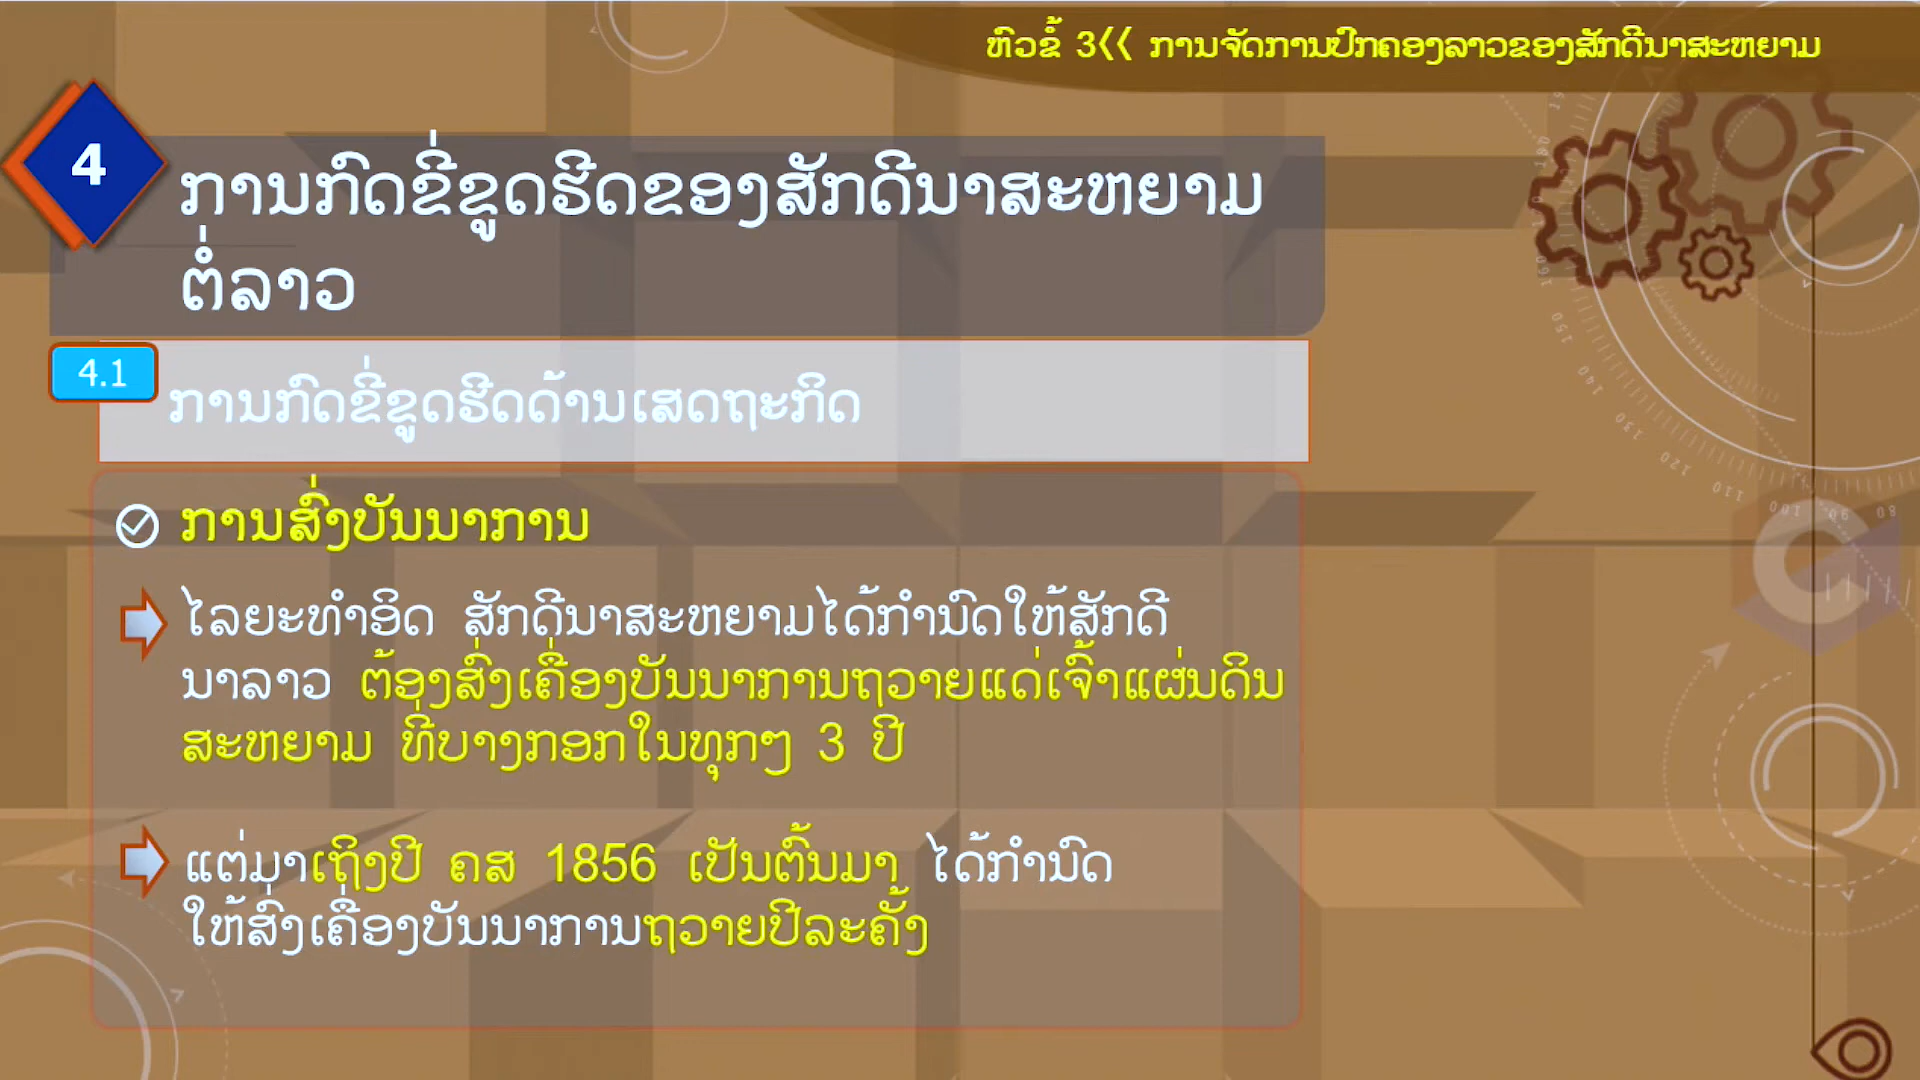 ຫົວຂໍ້ 3⟨⟨ ການຈັດການປົກຄອງລາວຂອງສັກດີນາສະຫຍາມ
4
ການກົດຂີ່ຂູດຮີດຂອງສັກດີນາສະຫຍາມ
ຕໍ່ລາວ
4.1
ການກົດຂີ່ຂູດຮີດດ້ານເສດຖະກິດ
ການສົ່ງບັນນາການ
ໄລຍະທຳອິດ ສັກດີນາສະຫຍາມໄດ້ກຳນົດໃຫ້ສັກດີ
ນາລາວ ຕ້ອງສົ່ງເຄື່ອງບັນນາການຖວາຍແດ່ເຈົ້າແຜ່ນດິນ
ສະຫຍາມ ທີ່ບາງກອກໃນທຸກໆ 3 ປີ
ແຕ່ມາເຖິງປີ ຄສ 1856 ເປັນຕົ້ນມາ ໄດ້ກຳນົດ
ໃຫ້ສົ່ງເຄື່ອງບັນນາການຖວາຍປີລະຄັ້ງ